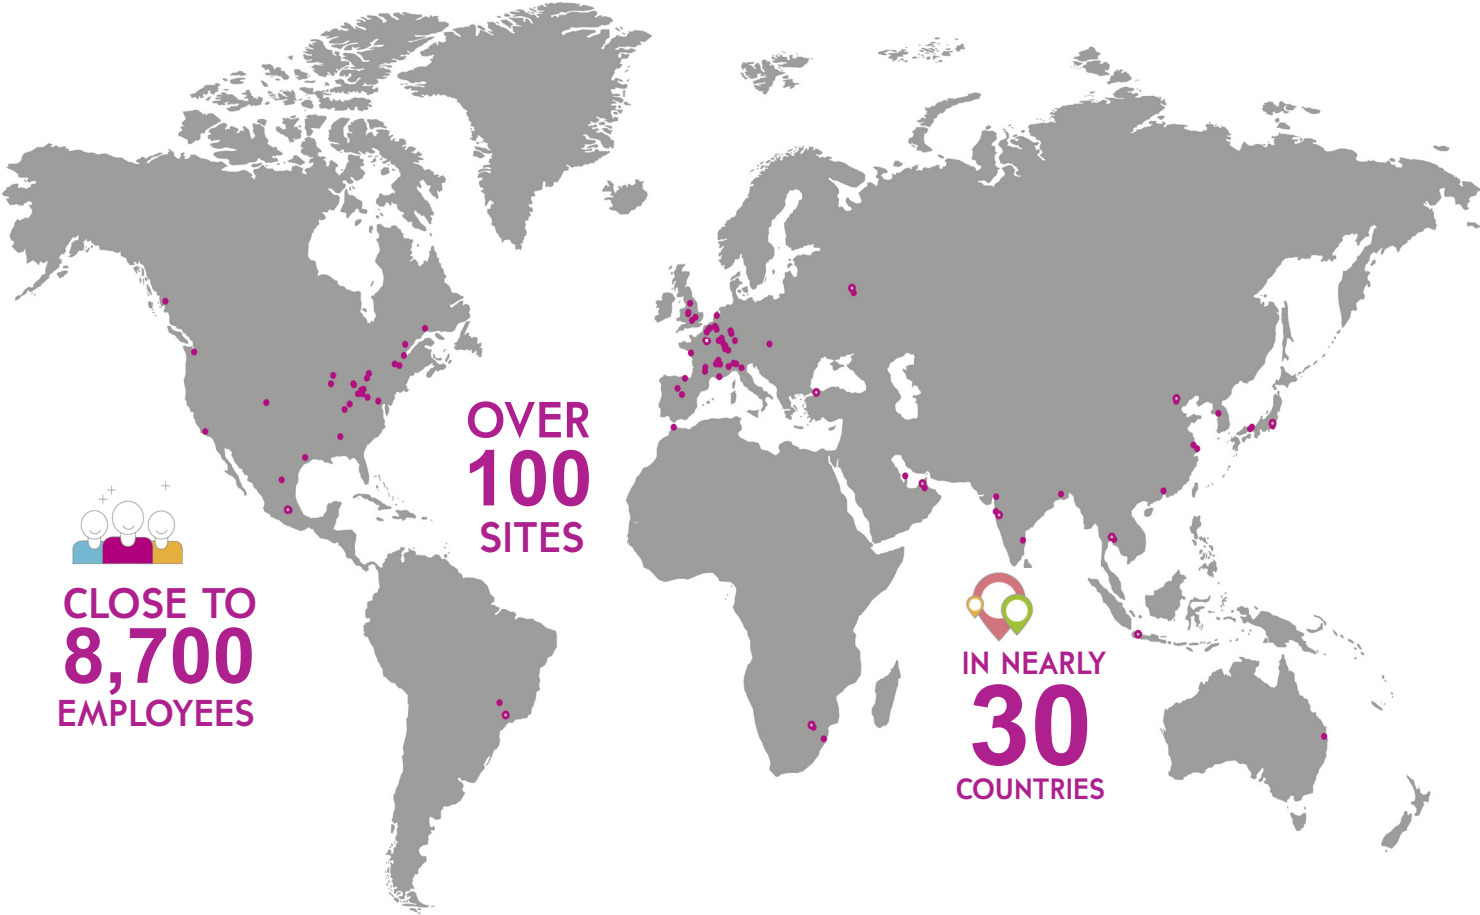 OVER
100
SITES
CLOSE TO
8,700
EMPLOYEES
IN NEARLY
30
COUNTRIES